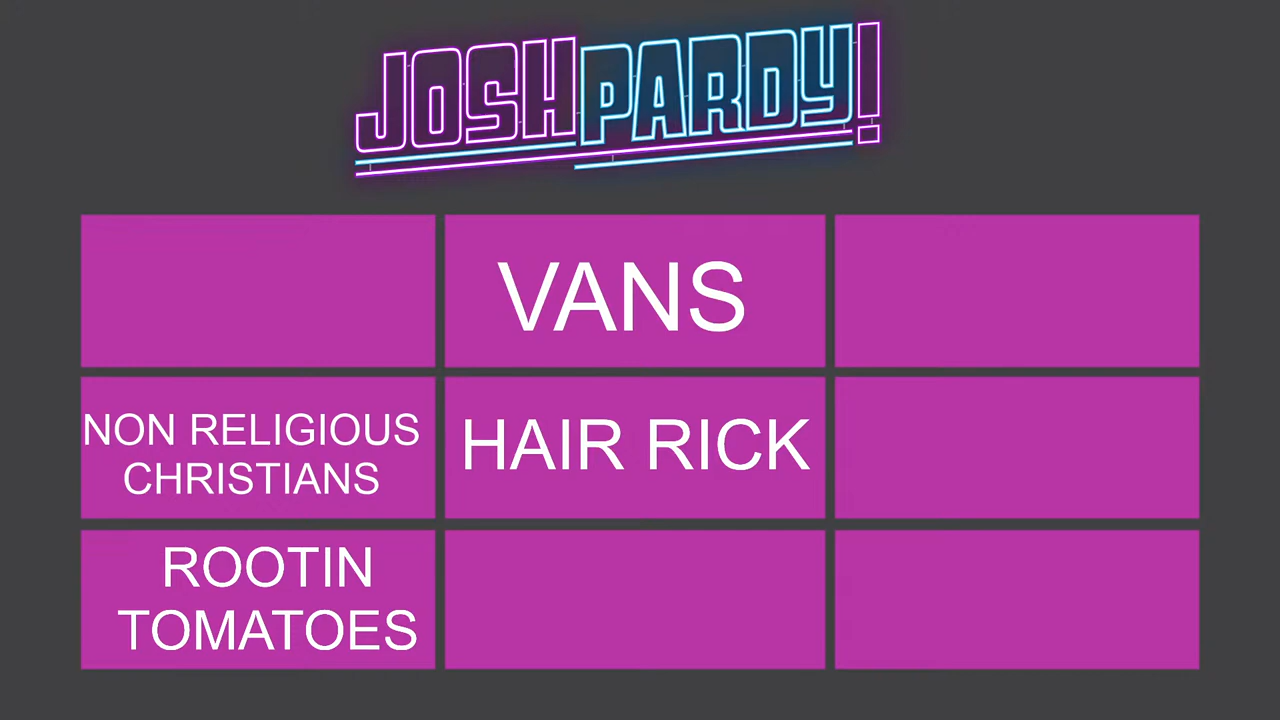 JOSHPARDY!
VANS
NON RELIGIOUS
CHRISTIANS
HAIR RICK
ROOTIN
TOMATOES